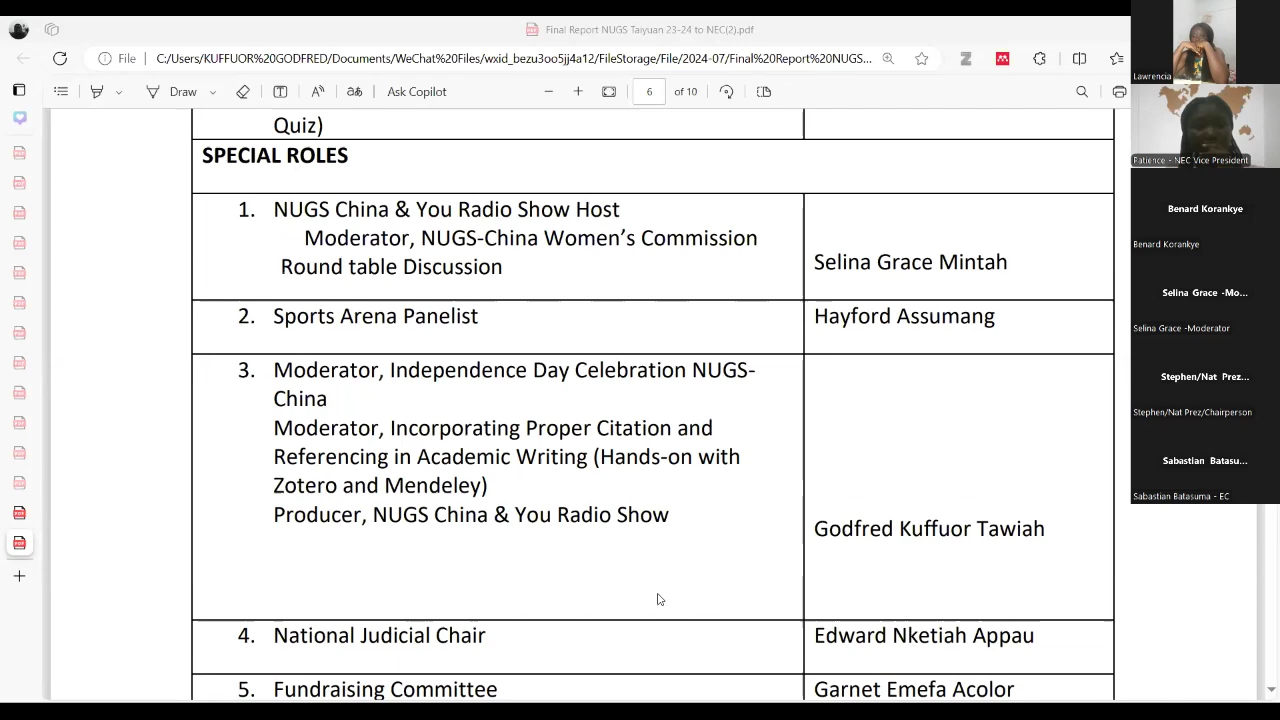 Final Report NUGS Taiyuan 23-24 to NEC(2).pdf
File
C:/Users/KUFFUOR%20GODFRED/Documents/WeChat%20Files/wxid_bezu3oo5jj4a12/FileStorage/File/2024-07/Final%20Report%20NUGS...
Draw
Ask Copilot
6
of 10
Quiz)
SPECIAL ROLES
1. NUGS China & You Radio Show Host
Moderator, NUGS-China Women’s Commission
Round table Discussion
Selina Grace Mintah
2. Sports Arena Panelist
Hayford Assumang
3. Moderator, Independence Day Celebration NUGS-
China
Moderator, Incorporating Proper Citation and
Referencing in Academic Writing (Hands-on with
Zotero and Mendeley)
Producer, NUGS China & You Radio Show
Godfred Kuffuor Tawiah
4. National Judicial Chair
Edward Nketiah Appau
5. Fundraising Committee
Garnet Emefa Acolor
Lawrencia
Patience - NEC Vice President
Benard Korankye
Benard Korankye
Selina Grace -Mo...
Selina Grace -Moderator
Stephen/Nat Prez...
Stephen/Nat Prez/Chairperson
Sabastian Batasu...
Sabastian Batasuma - EC